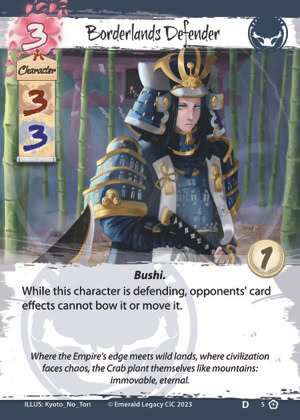 3
Borderlands Defender
Character
3
3
1
Bushi.
While this character is defending, opponents' card
effects cannot bow it or move it.
Where the Empire's edge meets wild lands, where civilization
faces chaos, the Crab plant themselves like mountains:
immovable, eternal.
ILLUS: Kyoto_No_Tori © Emerald Legacy CIC 2023 D 5